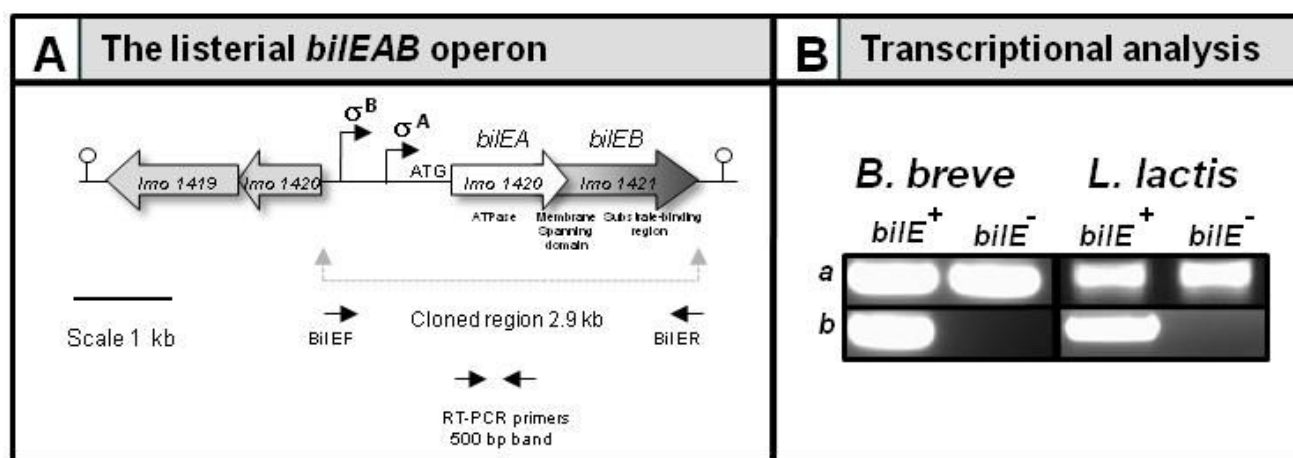 A The listerial bilEAB operon
σB
σA
bilEA bilEB
ATG
lmo 1419 lmo 1420 lmo 1420 lmo 1421
ATPase Membrane Spanning domain Substrate-binding region
Scale 1 kb
Cloned region 2.9 kb
BilEF BilER
RT-PCR primers
500 bp band
B Transcriptional analysis
B. breve L. lactis
bilE+ bilE- bilE+ bilE-
a
b